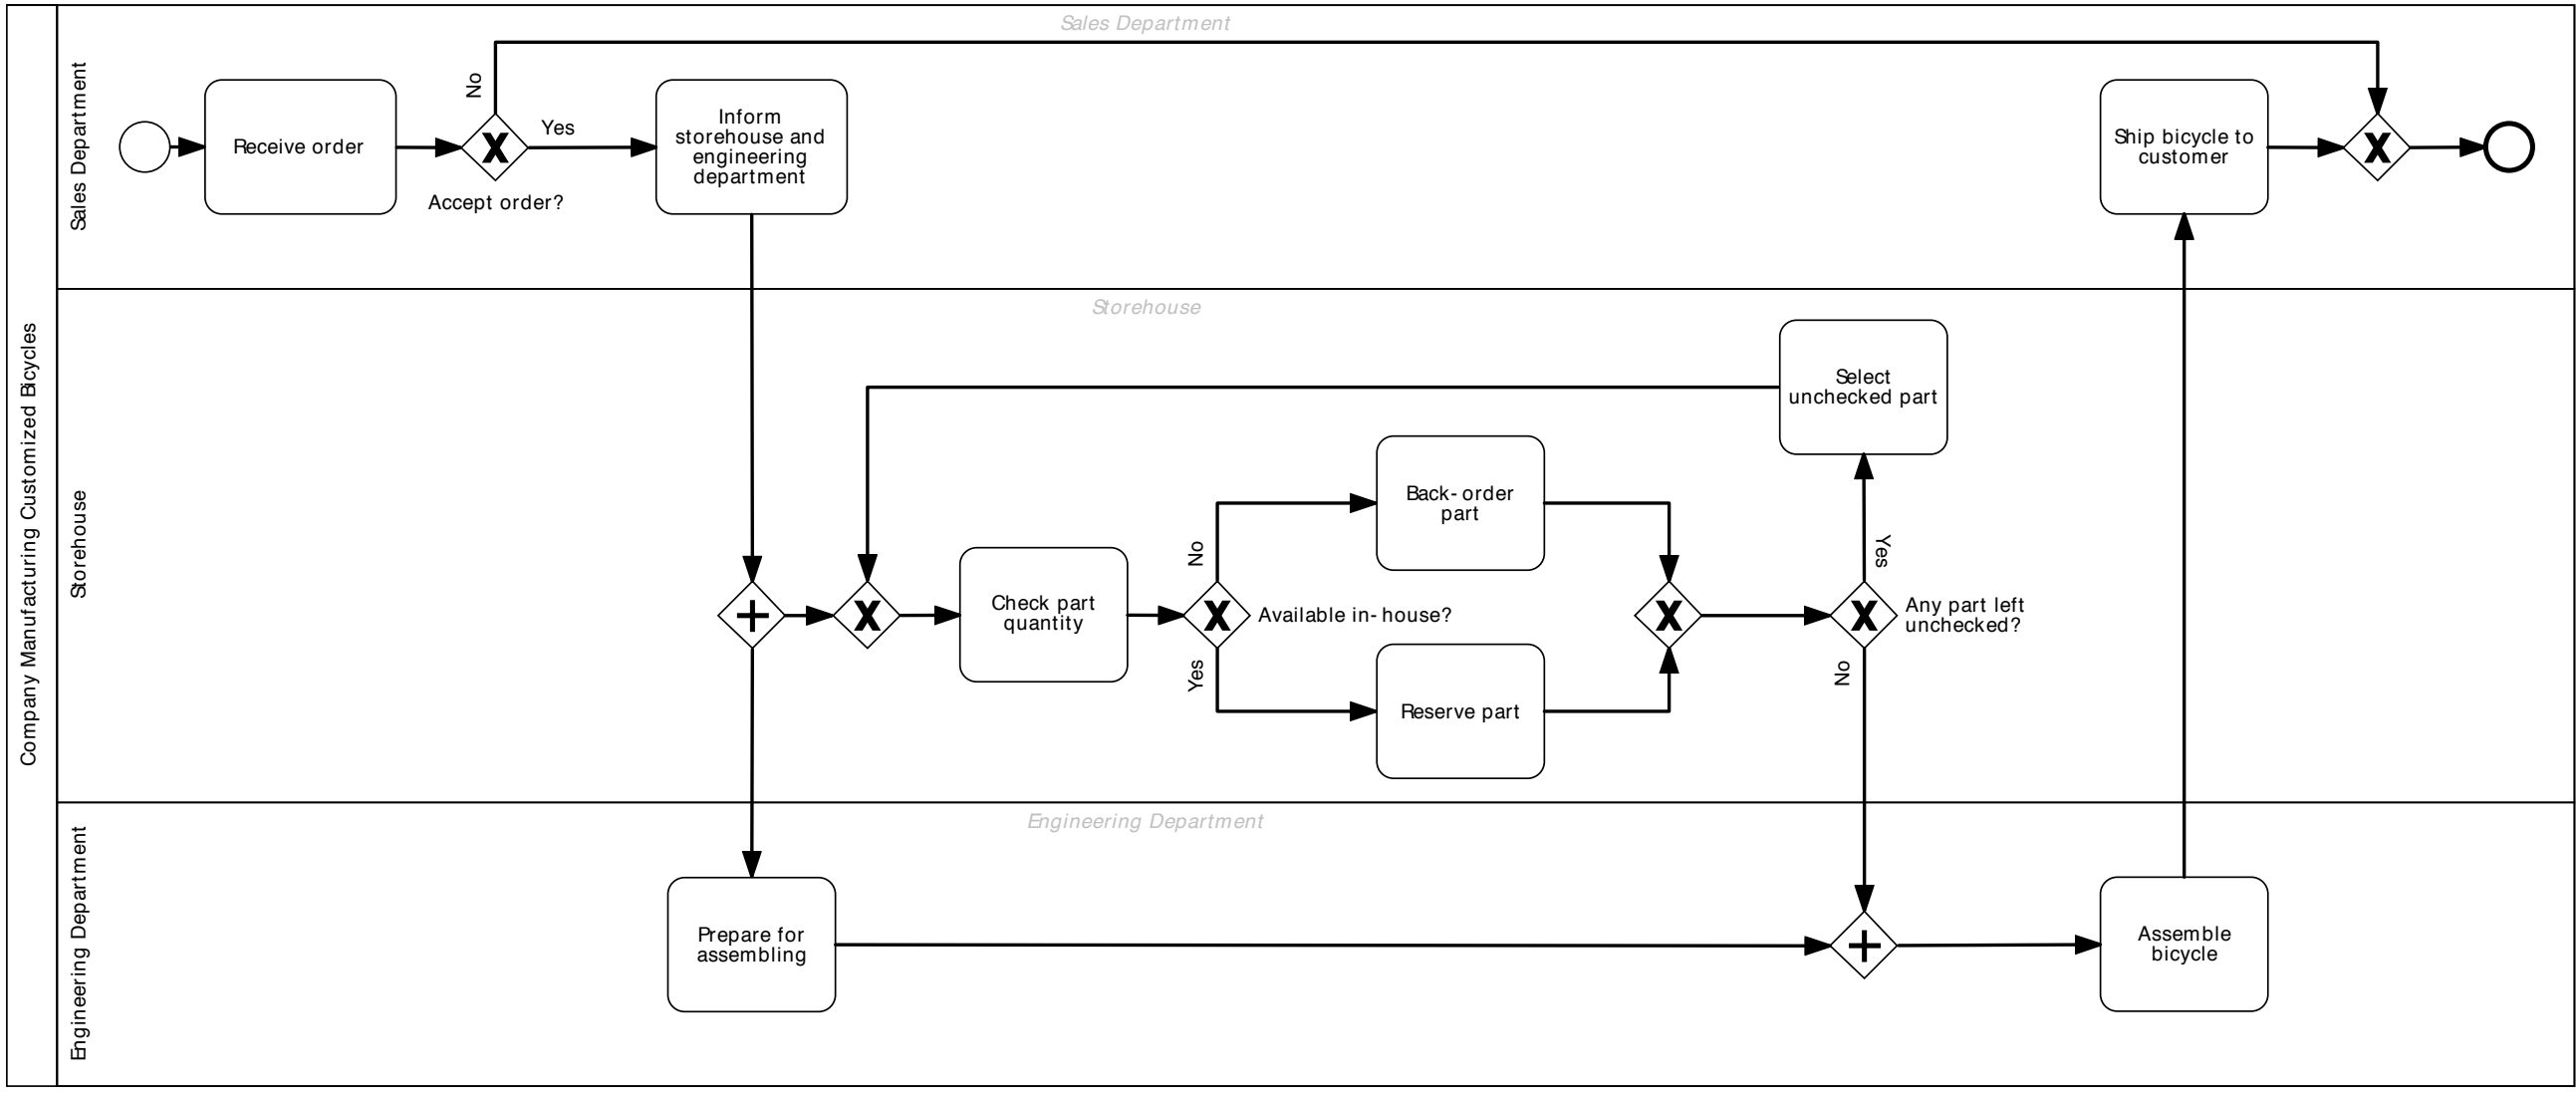 Company Manufacturing Customized Bicycles
Sales Department
Sales Department
Receive order
No
Yes
Accept order?
Inform
storehouse and
engineering
department
Ship bicycle to
customer
Storehouse
Storehouse
Select
unchecked part
Back-order
part
No
Yes
Check part
quantity
Available in-house?
Any part left
unchecked?
Yes
No
Reserve part
Engineering Department
Engineering Department
Prepare for
assembling
Assemble
bicycle